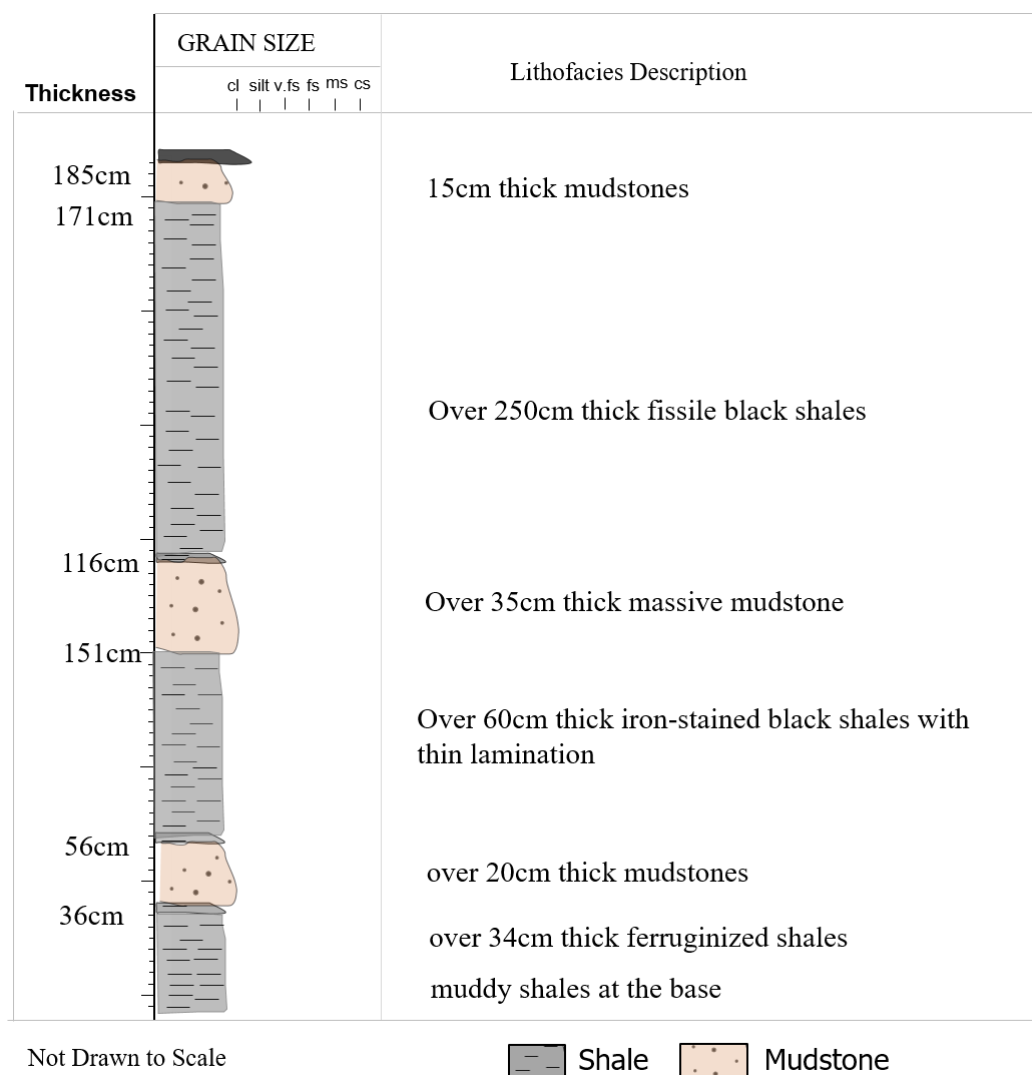 GRAIN SIZE
Lithofacies Description
Thickness
cl silt v.fs fs ms cs
185cm
15cm thick mudstones
171cm
Over 250cm thick fissile black shales
116cm
Over 35cm thick massive mudstone
151cm
Over 60cm thick iron-stained black shales with
thin lamination
56cm
over 20cm thick mudstones
36cm
over 34cm thick ferruginized shales
muddy shales at the base
Not Drawn to Scale
Shale
Mudstone